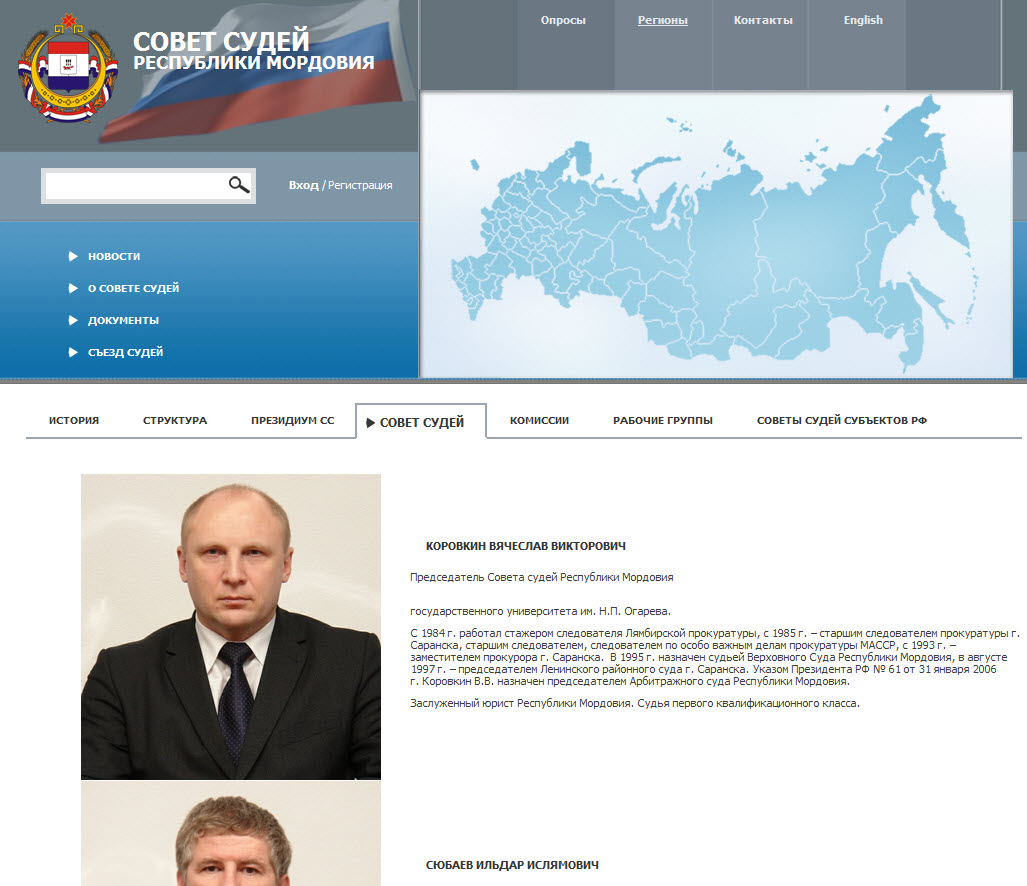 СОВЕТ СУДЕЙ
РЕСПУБЛИКИ МОРДОВИЯ
Опросы
Регионы
Контакты
English
Вход / Регистрация
НОВОСТИ
О СОВЕТЕ СУДЕЙ
ДОКУМЕНТЫ
СЪЕЗД СУДЕЙ
ИСТОРИЯ
СТРУКТУРА
ПРЕЗИДИУМ СС
СОВЕТ СУДЕЙ
КОМИССИИ
РАБОЧИЕ ГРУППЫ
СОВЕТЫ СУДЕЙ СУБЪЕКТОВ РФ
КОРОВКИН ВЯЧЕСЛАВ ВИКТОРОВИЧ
Председатель Совета судей Республики Мордовия
государственного университета им. Н.П. Огарева.
С 1984 г. работал стажером следователя Лямбирской прокуратуры, с 1985 г. – старшим следователем прокуратуры г.
Саранска, старшим следователем, следователем по особо важным делам прокуратуры МАССР, с 1993 г. –
заместителем прокурора г. Саранска. В 1995 г. назначен судьей Верховного Суда Республики Мордовия, в августе
1997 г. – председателем Ленинского районного суда г. Саранска. Указом Президента РФ № 61 от 31 января 2006
г. Коровкин В.В. назначен председателем Арбитражного суда Республики Мордовия.
Заслуженный юрист Республики Мордовия. Судья первого квалификационного класса.
СЮБАЕВ ИЛЬДАР ИСЛЯМОВИЧ